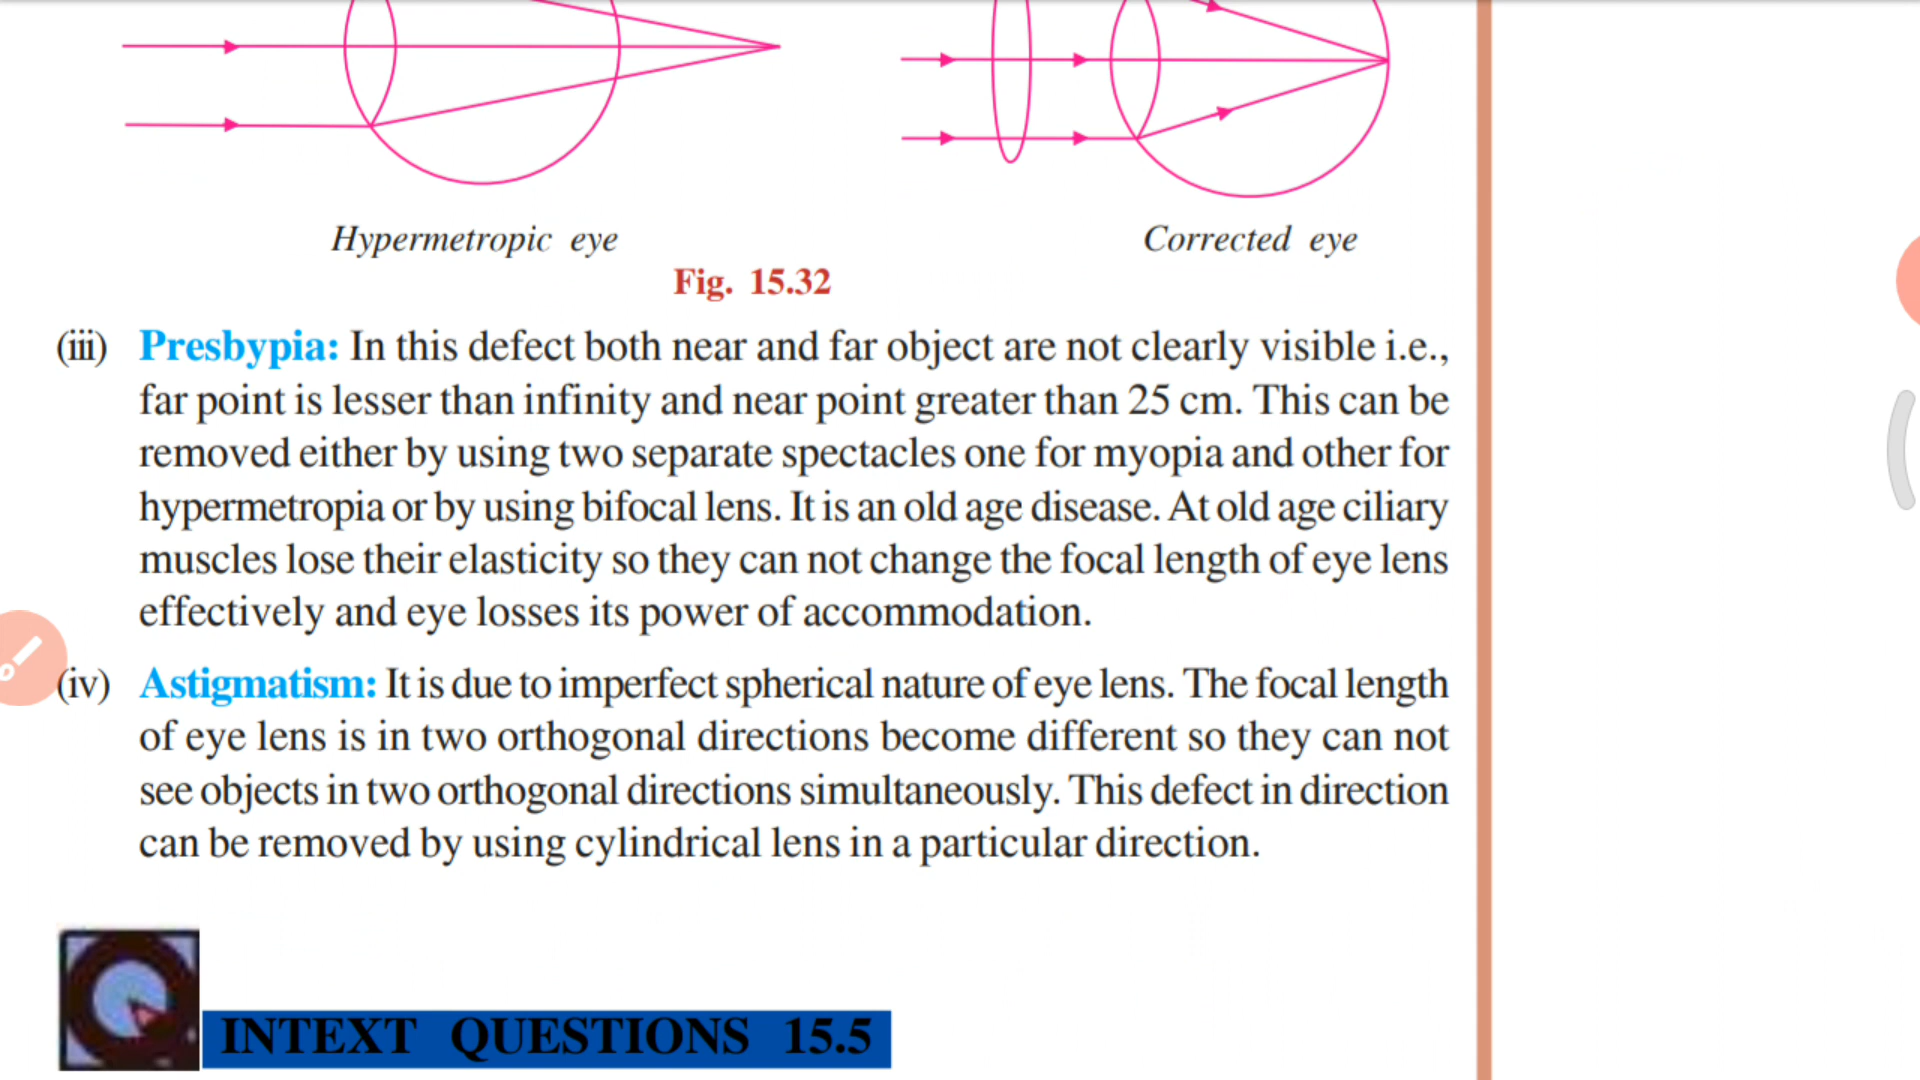 Hypermetropic eye
Corrected eye
Fig. 15.32
(iii) Presbypia: In this defect both near and far object are not clearly visible i.e.,
far point is lesser than infinity and near point greater than 25 cm. This can be
removed either by using two separate spectacles one for myopia and other for
hypermetropia or by using bifocal lens. It is an old age disease. At old age ciliary
muscles lose their elasticity so they can not change the focal length of eye lens
effectively and eye losses its power of accommodation.
(iv) Astigmatism: It is due to imperfect spherical nature of eye lens. The focal length
of eye lens is in two orthogonal directions become different so they can not
see objects in two orthogonal directions simultaneously. This defect in direction
can be removed by using cylindrical lens in a particular direction.
INTEXT QUESTIONS 15.5